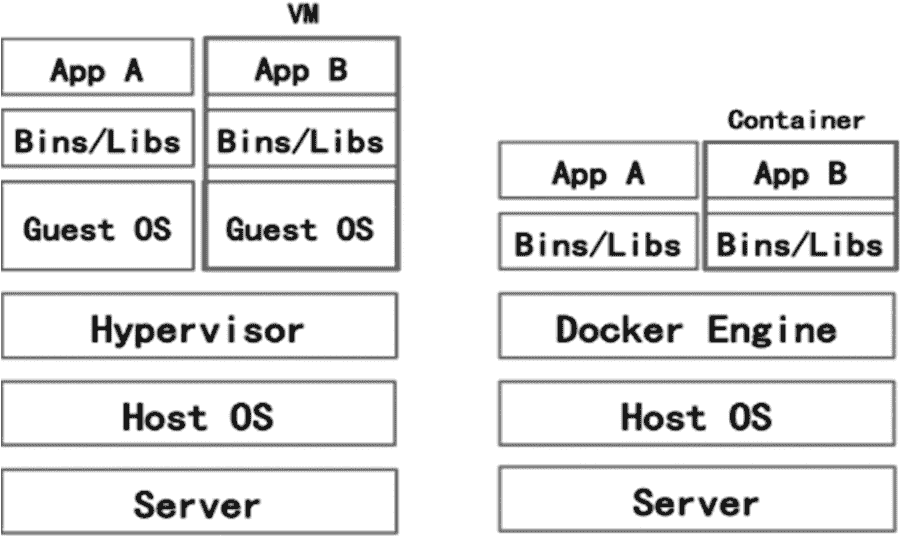 VM
App A
App B
Bins/Libs
Bins/Libs
Guest OS
Guest OS
Hypervisor
Host OS
Server
Container
App A
App B
Bins/Libs
Bins/Libs
Docker Engine
Host OS
Server